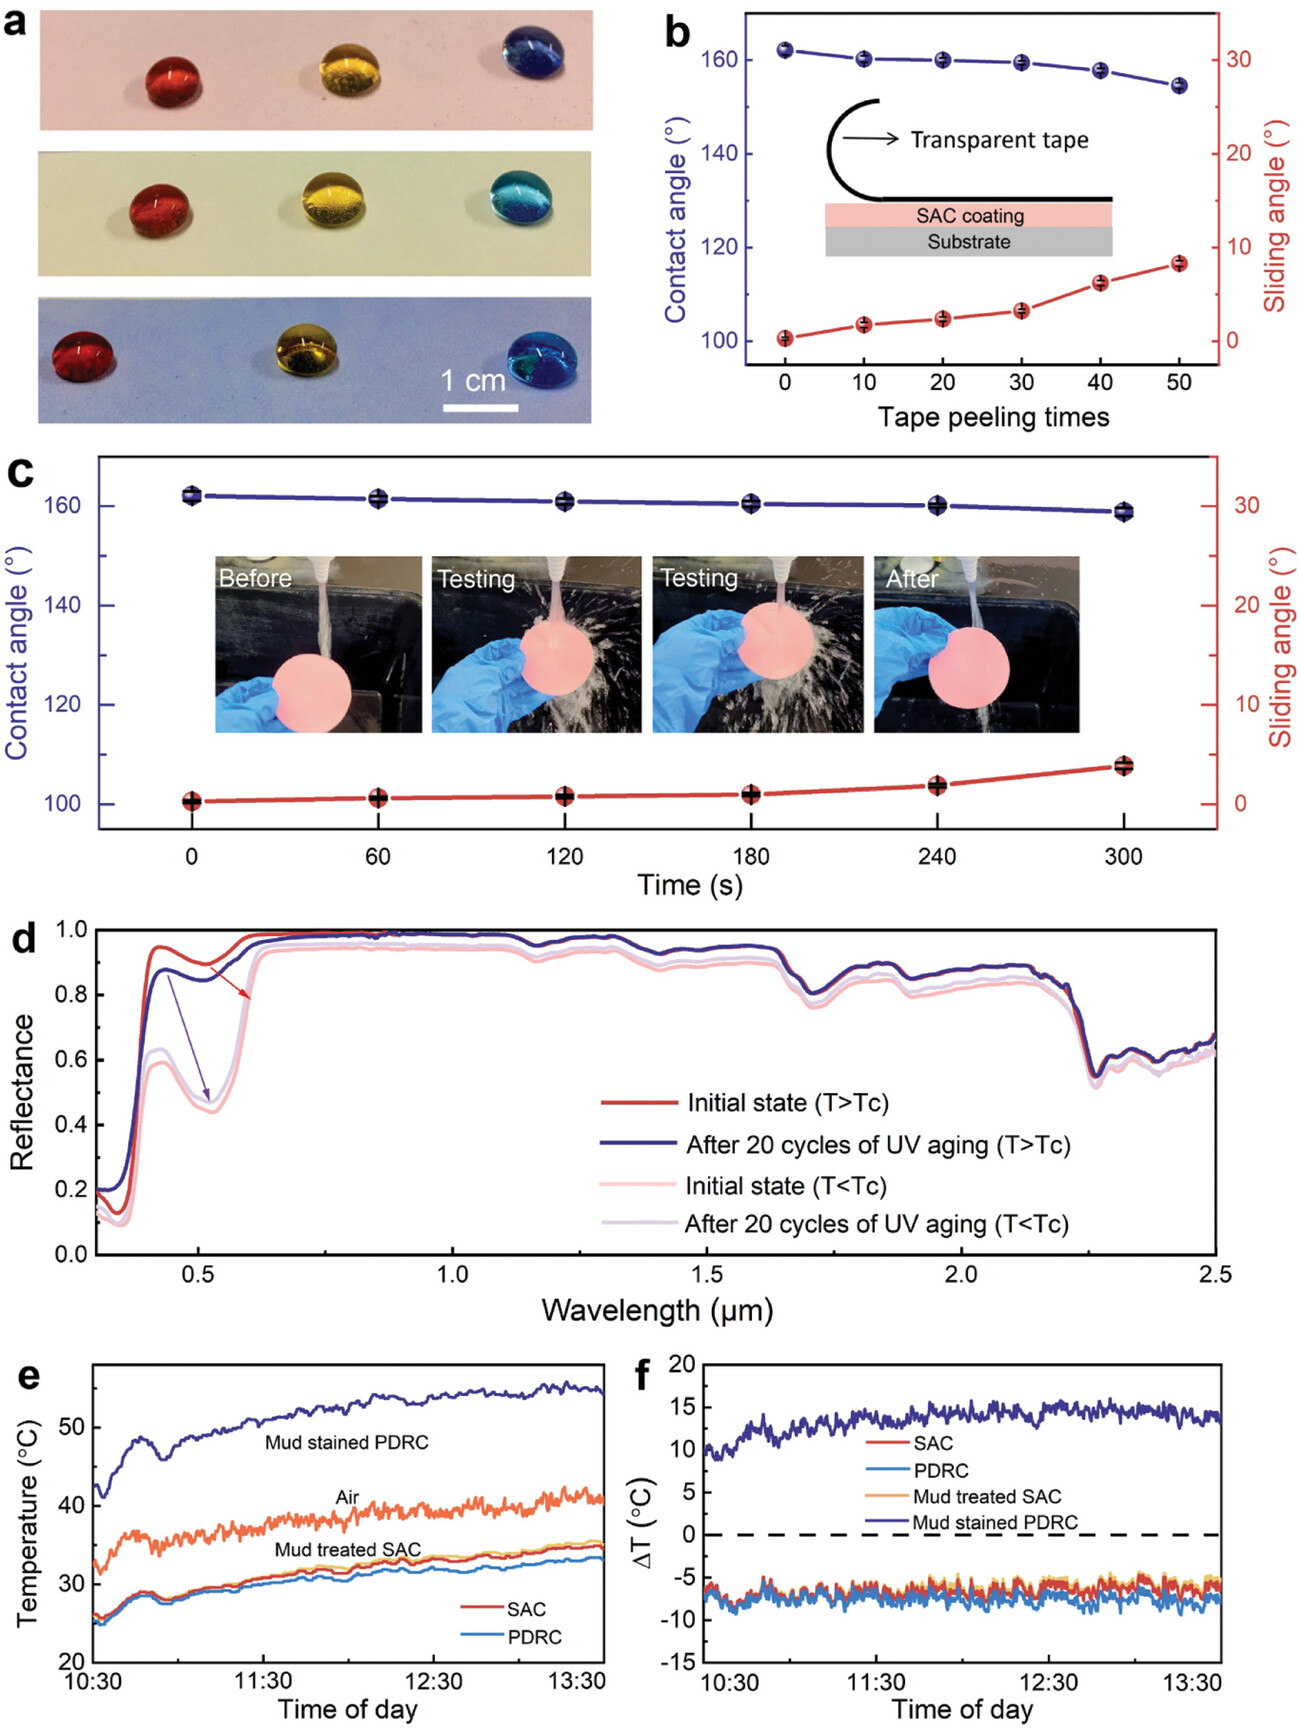 a
1 cm
b
160
140
120
100
Contact angle (°)
30
20
10
0
Sliding angle (°)
Transparent tape
SAC coating
Substrate
0 10 20 30 40 50
Tape peeling times
c
160
140
120
100
Contact angle (°)
30
20
10
0
Sliding angle (°)
Before
Testing
Testing
After
0 60 120 180 240 300
Time (s)
d
1.0
0.8
0.6
0.4
0.2
0.0
Reflectance
Initial state (T>Tc)
After 20 cycles of UV aging (T>Tc)
Initial state (T<Tc)
After 20 cycles of UV aging (T<Tc)
0.5 1.0 1.5 2.0 2.5
Wavelength (μm)
e
50
40
30
20
Temperature (°C)
Mud stained PDRC
Air
Mud treated SAC
SAC
PDRC
10:30 11:30 12:30 13:30
Time of day
f
20
15
10
5
0
-5
-10
-15
ΔT (°C)
SAC
PDRC
Mud treated SAC
Mud stained PDRC
10:30 11:30 12:30 13:30
Time of day